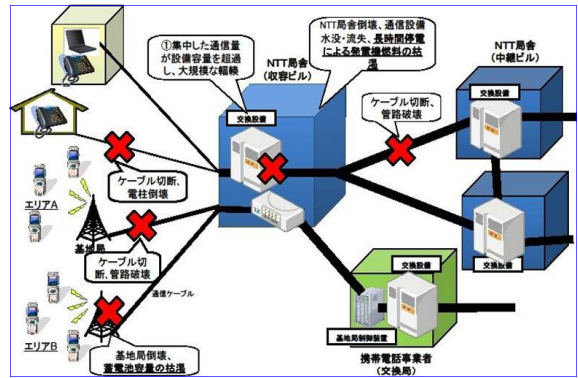 ①集中した通信量
が設備容量を超過
し、大規模な輻輳
NTT局舎
(収容ビル)
NTT局舎倒壊、通信設備
水没・流失、長時間停電
による発電機燃料の枯
渇
NTT局舎
(中継ビル)
交換設備
交換設備
ケーブル切断、
管路破壊
ケーブル切断、
電柱倒壊
エリアA
基地局
ケーブル切
断、管路破壊
通信ケーブル
交換設備
交換設備
エリアB
基地局倒壊、
蓄電池容量の枯渇
基地局制御装置
携帯電話事業者
(交換局)